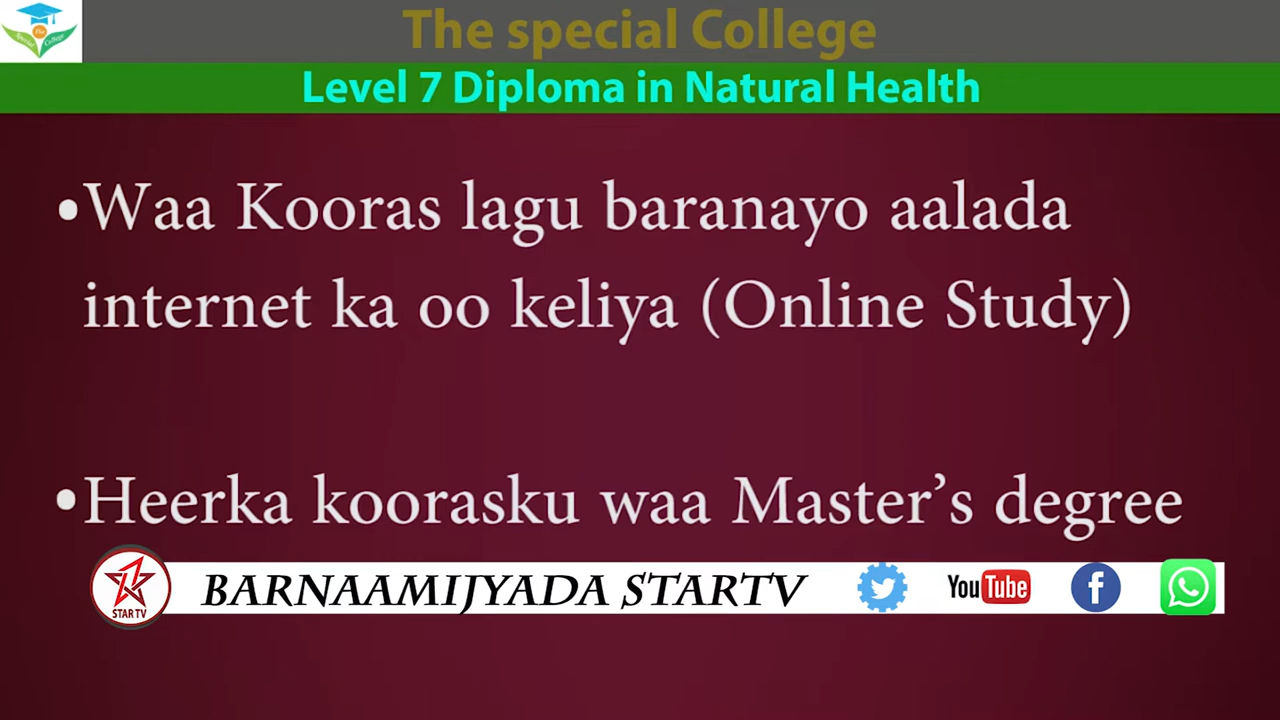 The special College
Level 7 Diploma in Natural Health
•Waa Kooras lagu baranayo aalada
internet ka oo keliya (Online Study)
•Heerka koorasku waa Master’s degree
STAR TV
BARNAAMIJYADA STARTV
YouTube